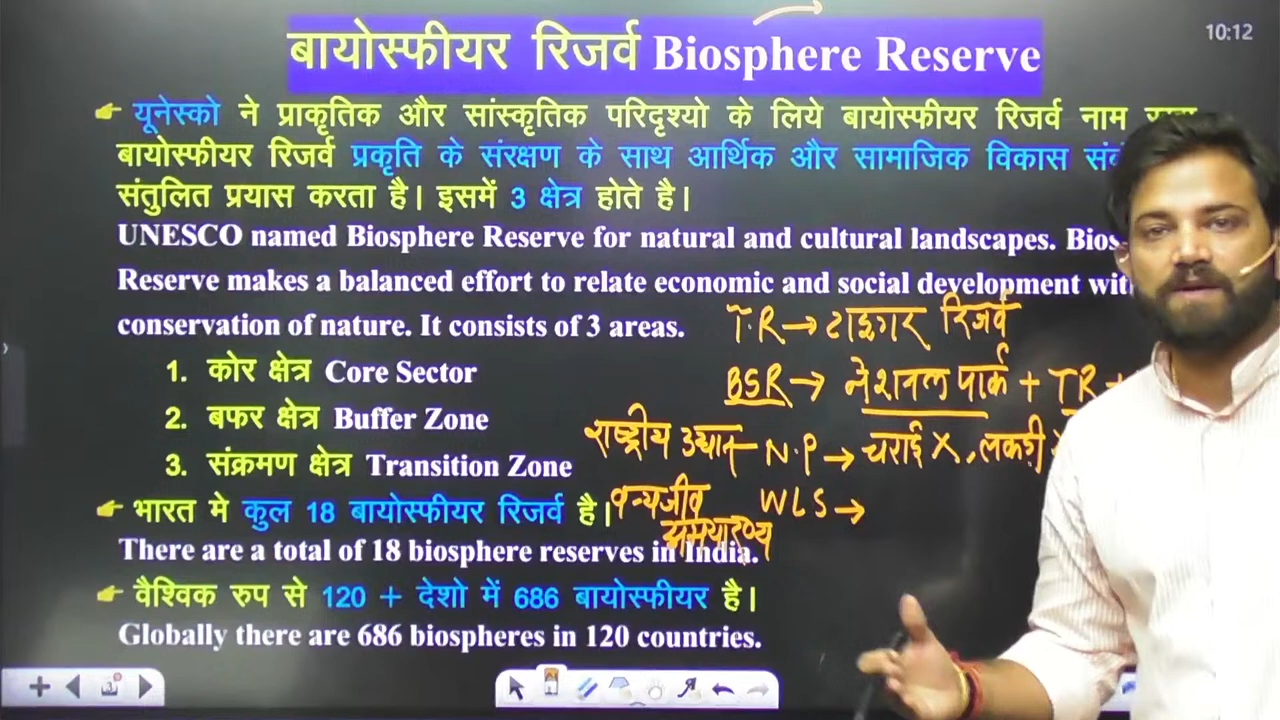 बायोस्फीयर रिजर्व Biosphere Reserve
10:12
यूनेस्को ने प्राकृतिक और सांस्कृतिक परिदृश्यो के लिये बायोस्फीयर रिजर्व नाम
बायोस्फीयर रिजर्व प्रकृति के संरक्षण के साथ आर्थिक और सामाजिक विकास
संतुलित प्रयास करता है। इसमें 3 क्षेत्र होते है।
UNESCO named Biosphere Reserve for natural and cultural landscapes.
Reserve makes a balanced effort to relate economic and social development
conservation of nature. It consists of 3 areas.
T.R→ टाइगर रिजर्व
1. कोर क्षेत्र Core Sector
BSR→ नेशनल पार्क + TR
2. बफर क्षेत्र Buffer Zone
राष्ट्रीय उद्यान N.P→ चराई X, लकड़ी
3. संक्रमण क्षेत्र Transition Zone
वन्यजीव WLS→
अभयारण्य
भारत मे कुल 18 बायोस्फीयर रिजर्व है।
There are a total of 18 biosphere reserves in India.
वैश्विक रुप से 120 + देशो में 686 बायोस्फीयर है।
Globally there are 686 biospheres in 120 countries.